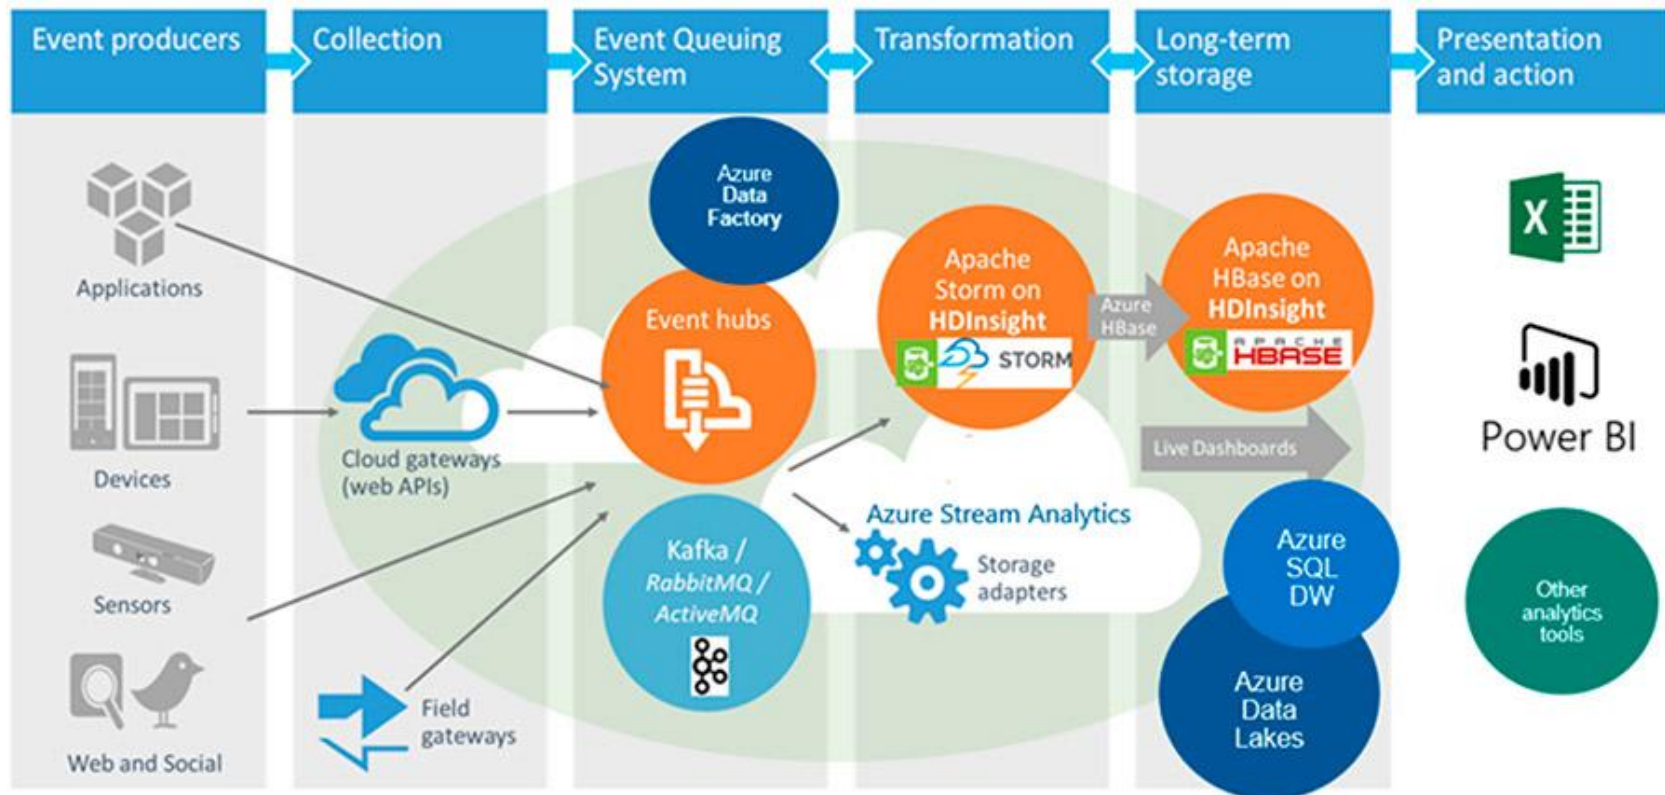 Event producers
Collection
Event Queuing
System
Transformation
Long-term
storage
Presentation
and action
Applications
Devices
Sensors
Web and Social
Cloud gateways
(web APIs)
Field
gateways
Azure
Data
Factory
Event hubs
Kafka /
RabbitMQ /
ActiveMQ
Apache
Storm on
HDInsight
STORM
Azure Stream Analytics
Storage
adapters
Azure
HBase
Apache
HBase on
HDInsight
APACHE
HBASE
Live Dashboards
Azure
SQL
DW
Azure
Data
Lakes
X
Power BI
Other
analytics
tools